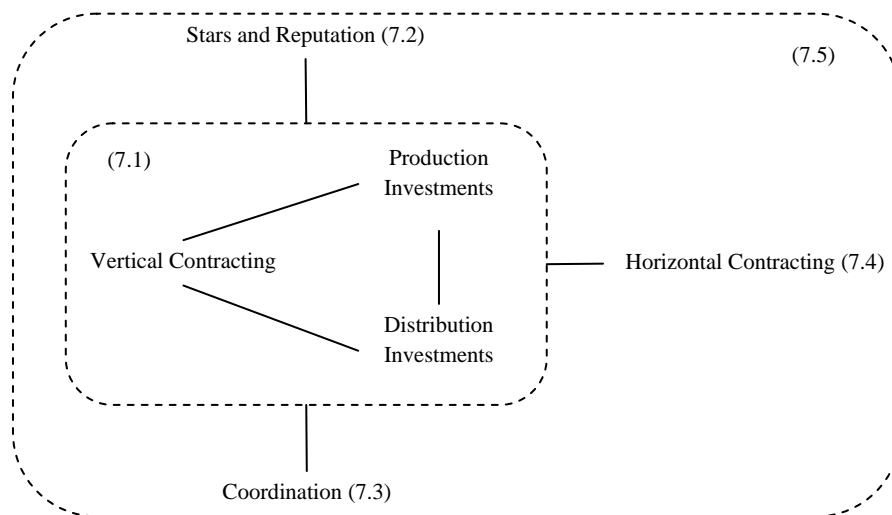 Stars and Reputation (7.2)
(7.5)
(7.1)
Production
Investments
Vertical Contracting
Horizontal Contracting (7.4)
Distribution
Investments
Coordination (7.3)